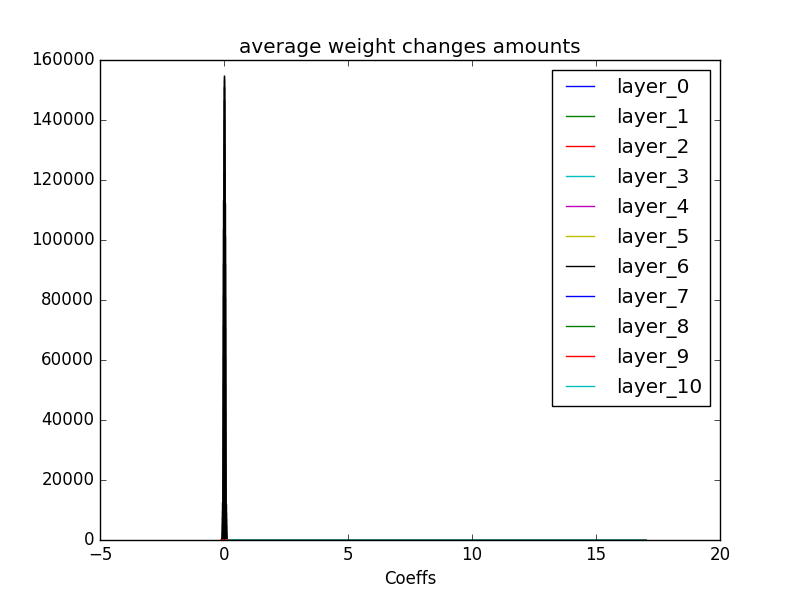 average weight changes amounts
160000
140000
120000
100000
80000
60000
40000
20000
0
−5 0 5 10 15 20
Coeffs
layer_0
layer_1
layer_2
layer_3
layer_4
layer_5
layer_6
layer_7
layer_8
layer_9
layer_10